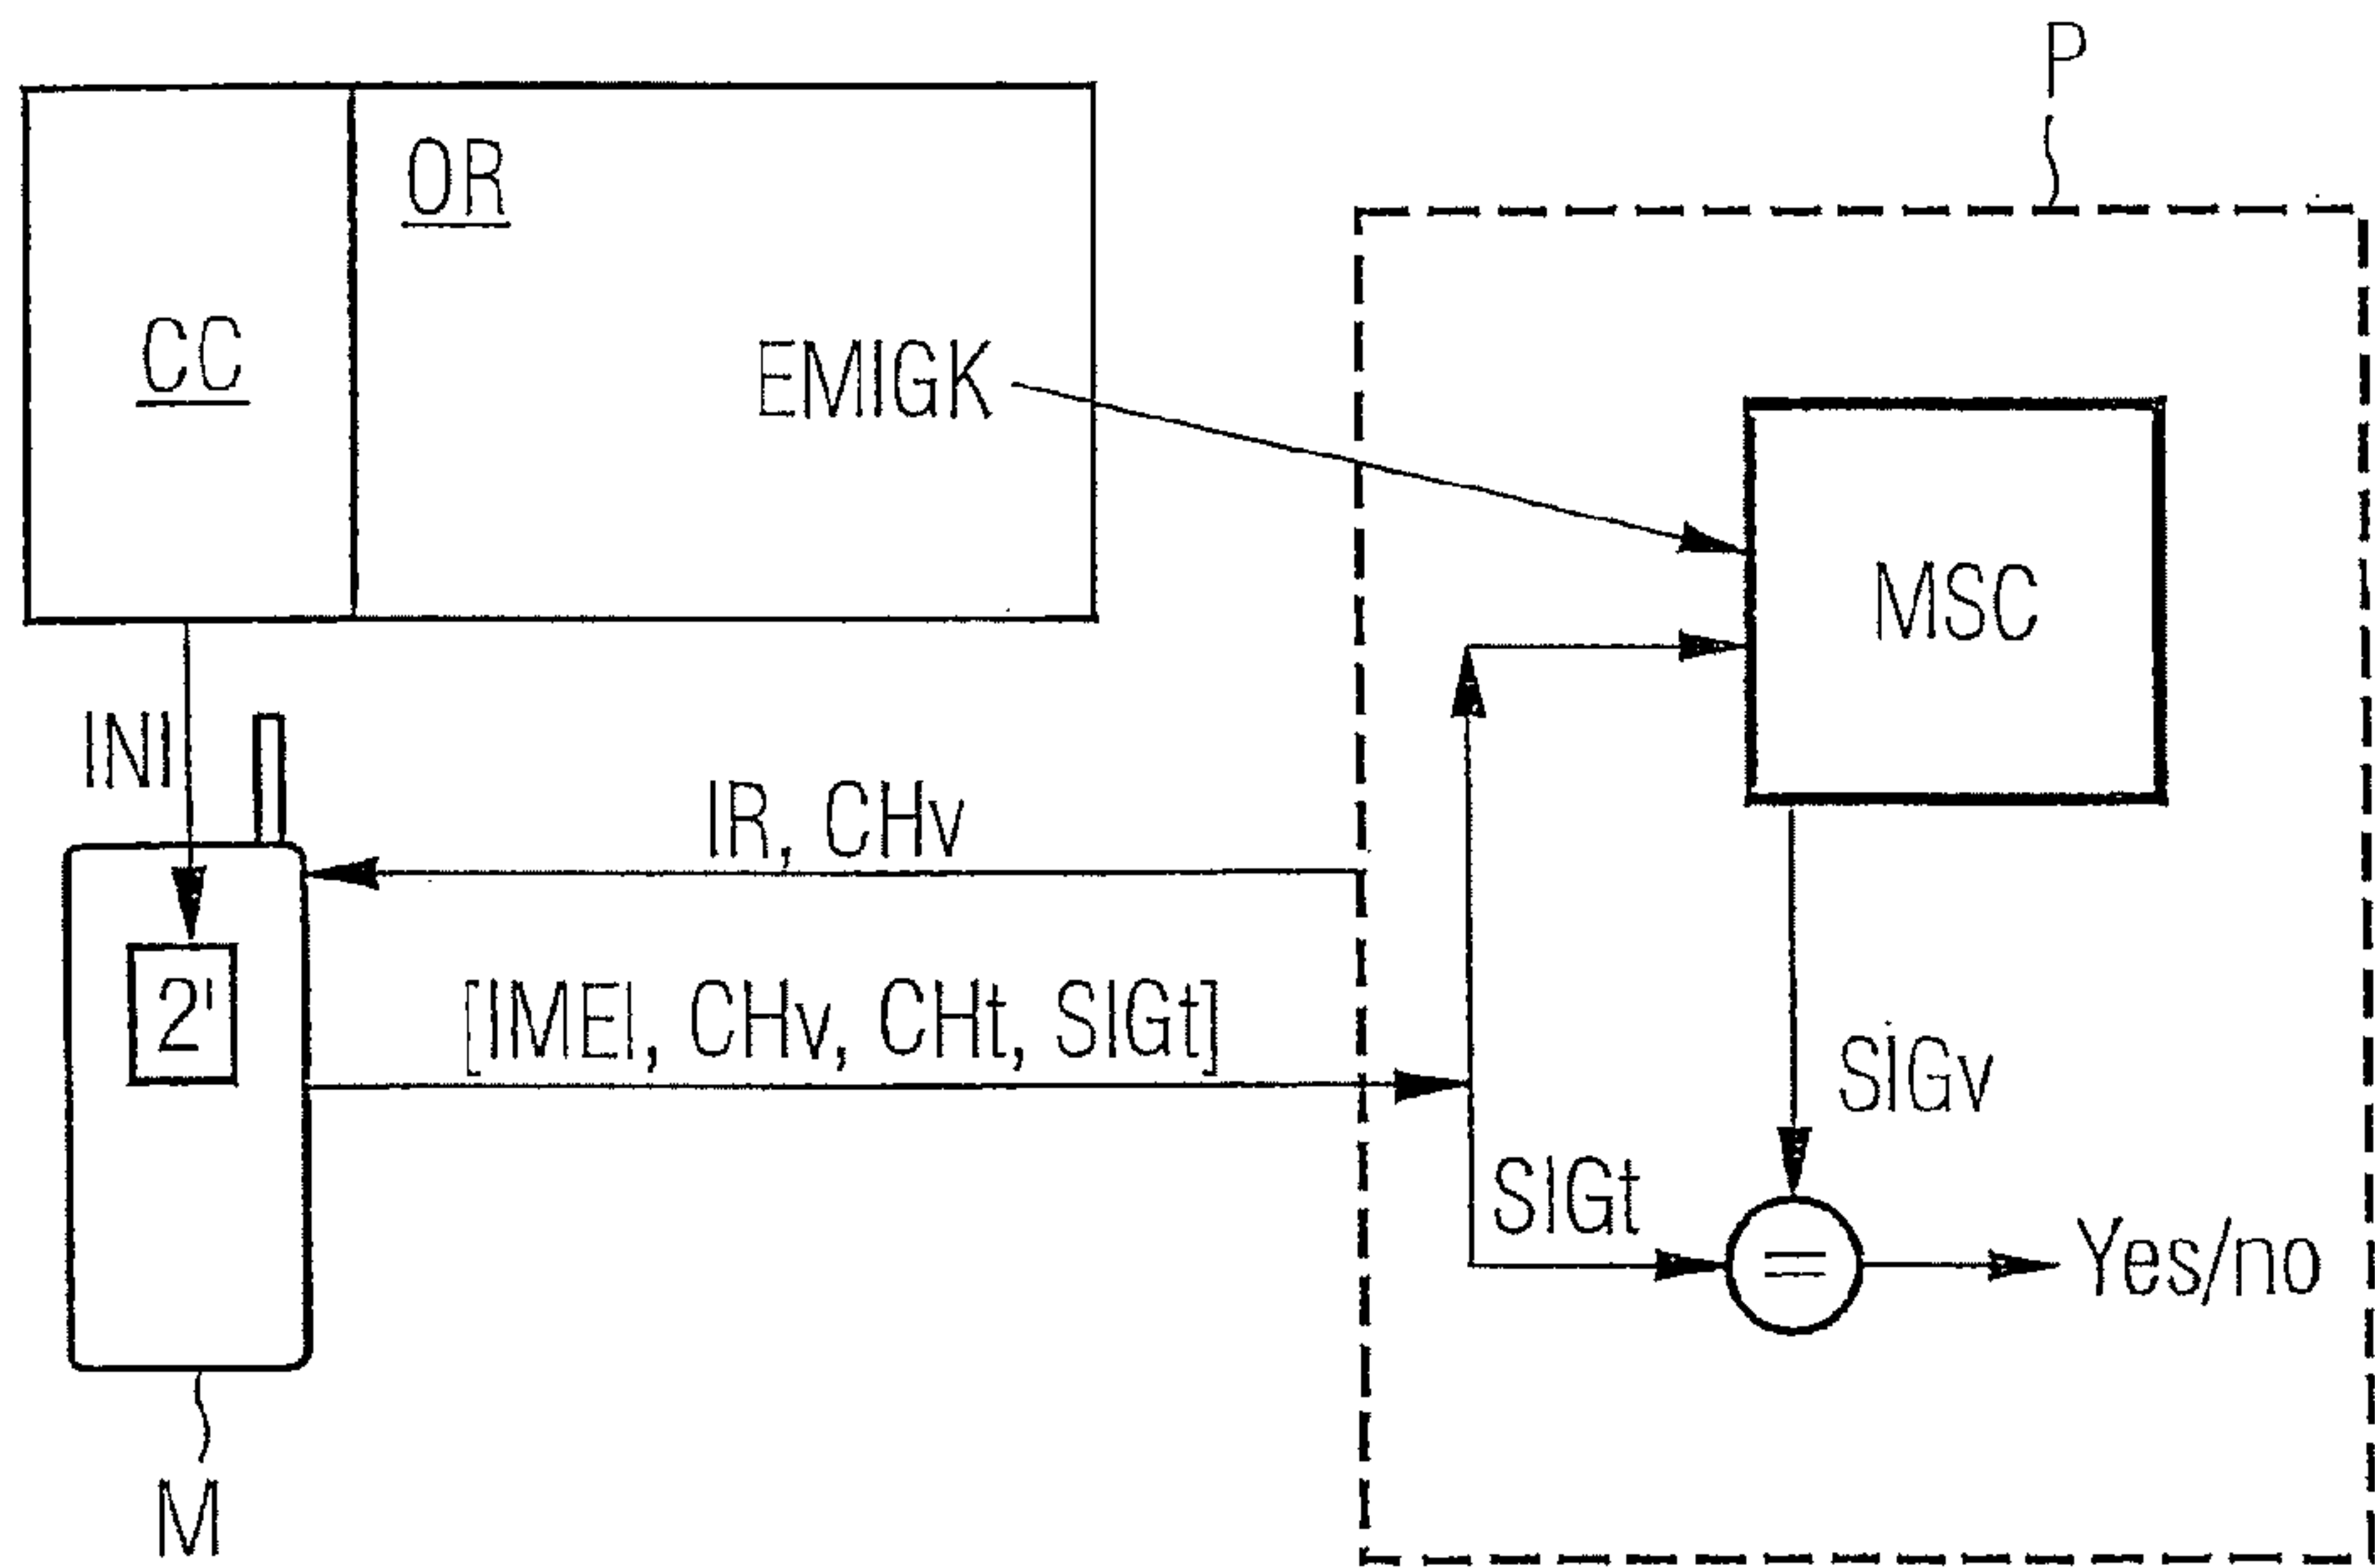 P
OR
CC
EMIGK
MSC
INI
IR, CHv
2'
[IMEI, CHv, CHt, SIGt]
SIGv
SIGt
=
Yes/no
M